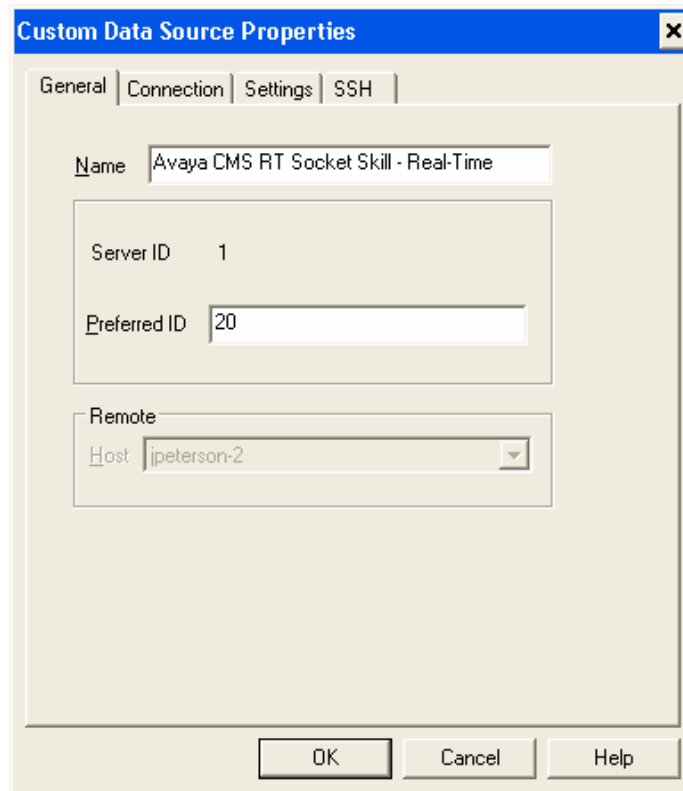 Custom Data Source Properties
General Connection Settings SSH
Name Avaya CMS RT Socket Skill - Real-Time
Server ID 1
Preferred ID 20
Remote
Host jpeterson-2
OK Cancel Help